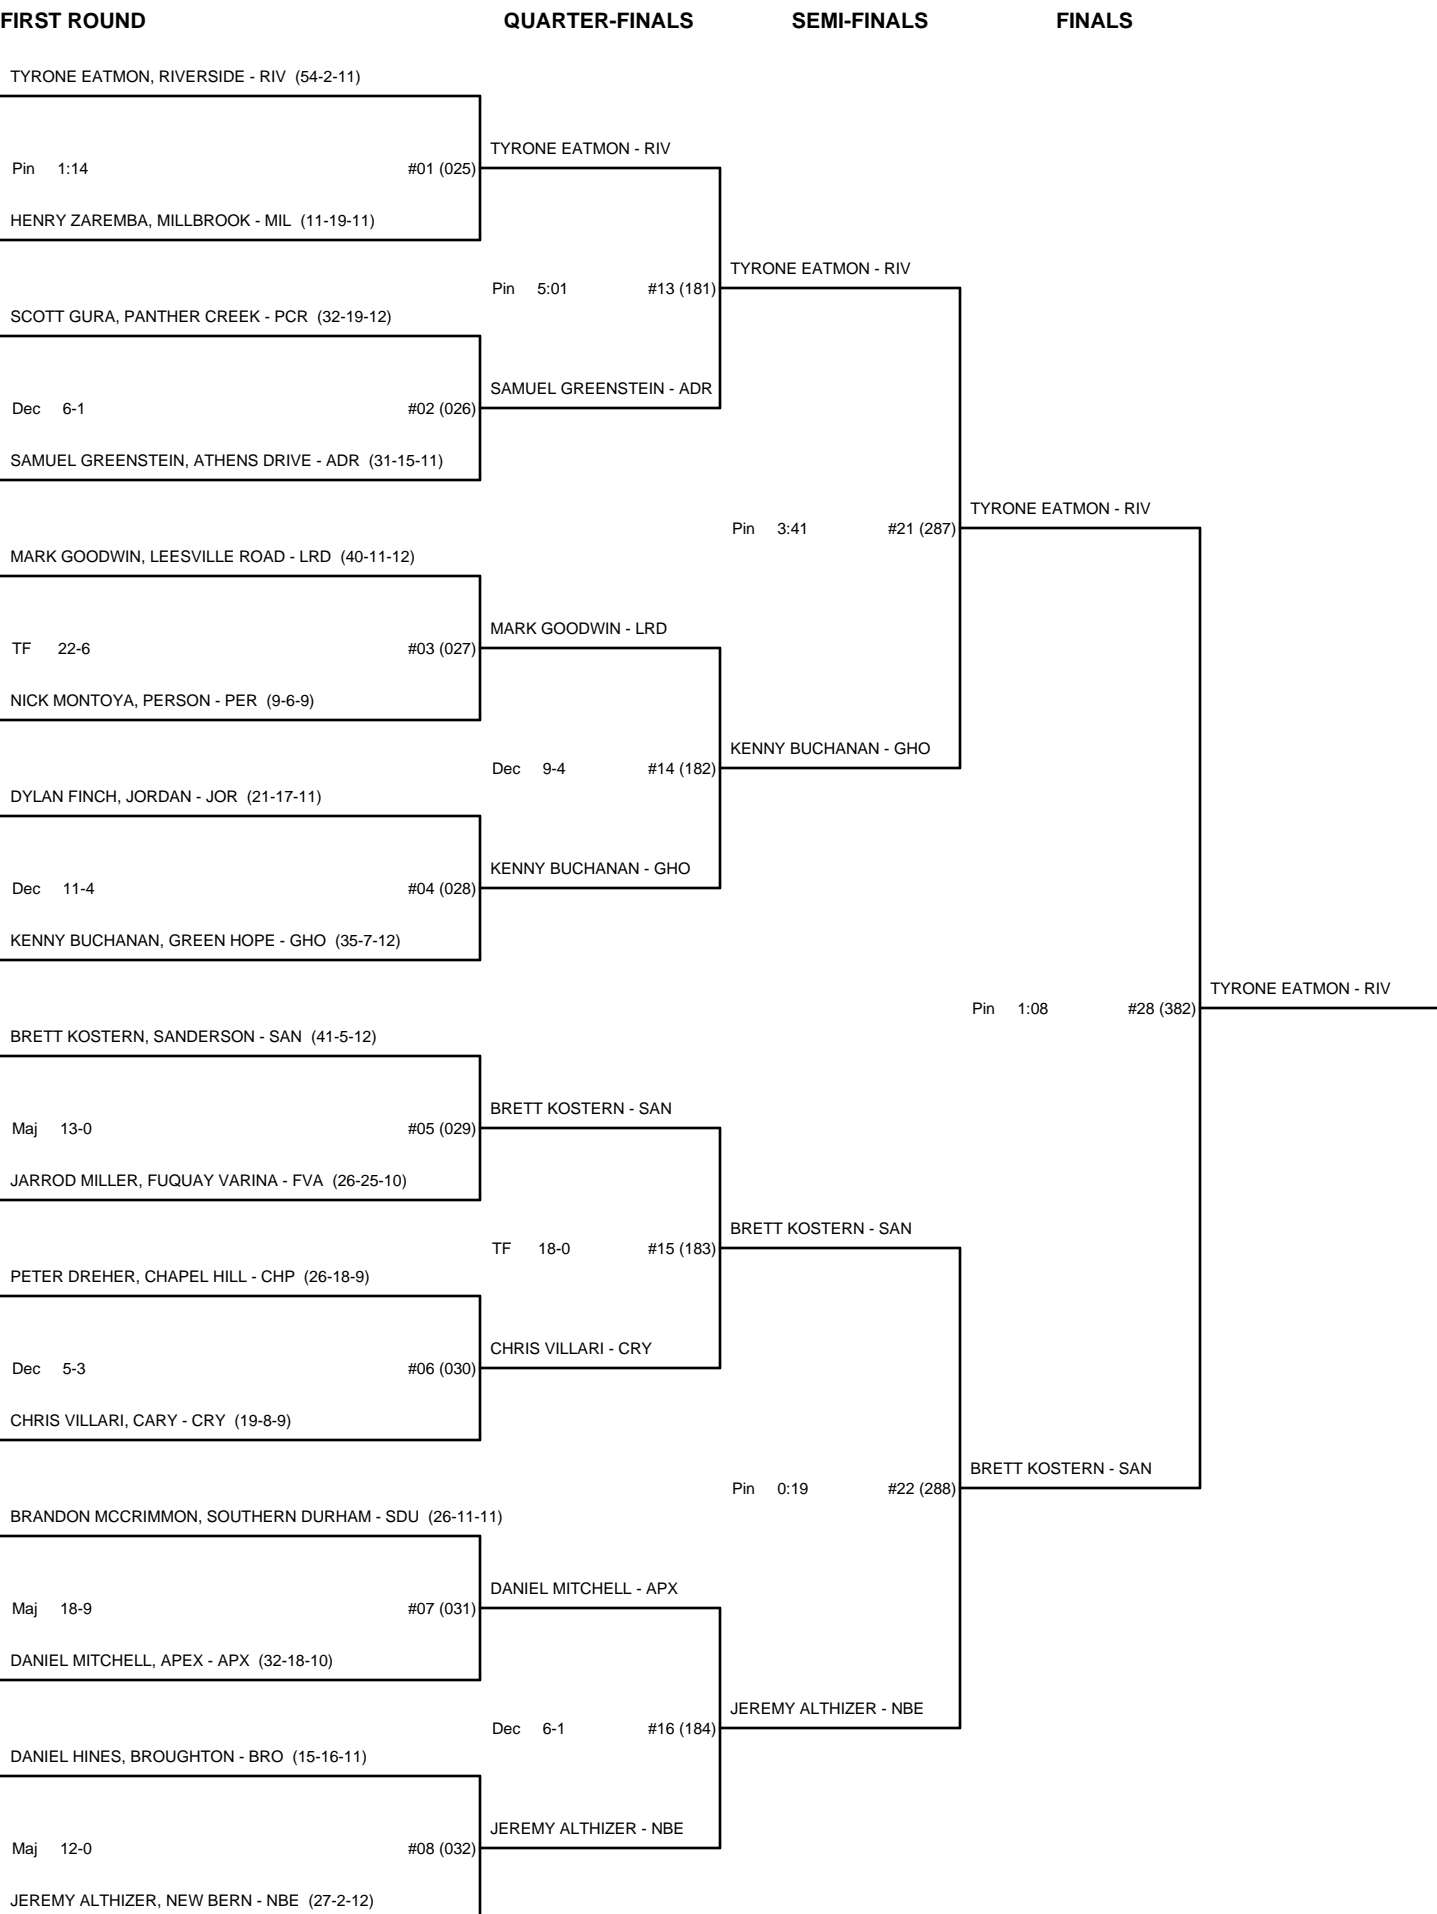 FIRST ROUND QUARTER-FINALS SEMI-FINALS FINALS
TYRONE EATMON, RIVERSIDE - RIV (54-2-11)
TYRONE EATMON - RIV
Pin 1:14 #01 (025)
HENRY ZAREMBA, MILLBROOK - MIL (11-19-11)
TYRONE EATMON - RIV
Pin 5:01 #13 (181)
SCOTT GURA, PANTHER CREEK - PCR (32-19-12)
SAMUEL GREENSTEIN - ADR
Dec 6-1 #02 (026)
SAMUEL GREENSTEIN, ATHENS DRIVE - ADR (31-15-11)
TYRONE EATMON - RIV
Pin 3:41 #21 (287)
MARK GOODWIN, LEESVILLE ROAD - LRD (40-11-12)
MARK GOODWIN - LRD
TF 22-6 #03 (027)
NICK MONTOYA, PERSON - PER (9-6-9)
KENNY BUCHANAN - GHO
Dec 9-4 #14 (182)
DYLAN FINCH, JORDAN - JOR (21-17-11)
KENNY BUCHANAN - GHO
Dec 11-4 #04 (028)
KENNY BUCHANAN, GREEN HOPE - GHO (35-7-12)
TYRONE EATMON - RIV
Pin 1:08 #28 (382)
BRETT KOSTERN, SANDERSON - SAN (41-5-12)
BRETT KOSTERN - SAN
Maj 13-0 #05 (029)
JARROD MILLER, FUQUAY VARINA - FVA (26-25-10)
BRETT KOSTERN - SAN
TF 18-0 #15 (183)
PETER DREHER, CHAPEL HILL - CHP (26-18-9)
CHRIS VILLARI - CRY
Dec 5-3 #06 (030)
CHRIS VILLARI, CARY - CRY (19-8-9)
BRETT KOSTERN - SAN
Pin 0:19 #22 (288)
BRANDON MCCRIMMON, SOUTHERN DURHAM - SDU (26-11-11)
DANIEL MITCHELL - APX
Maj 18-9 #07 (031)
DANIEL MITCHELL, APEX - APX (32-18-10)
JEREMY ALTHIZER - NBE
Dec 6-1 #16 (184)
DANIEL HINES, BROUGHTON - BRO (15-16-11)
JEREMY ALTHIZER - NBE
Maj 12-0 #08 (032)
JEREMY ALTHIZER, NEW BERN - NBE (27-2-12)